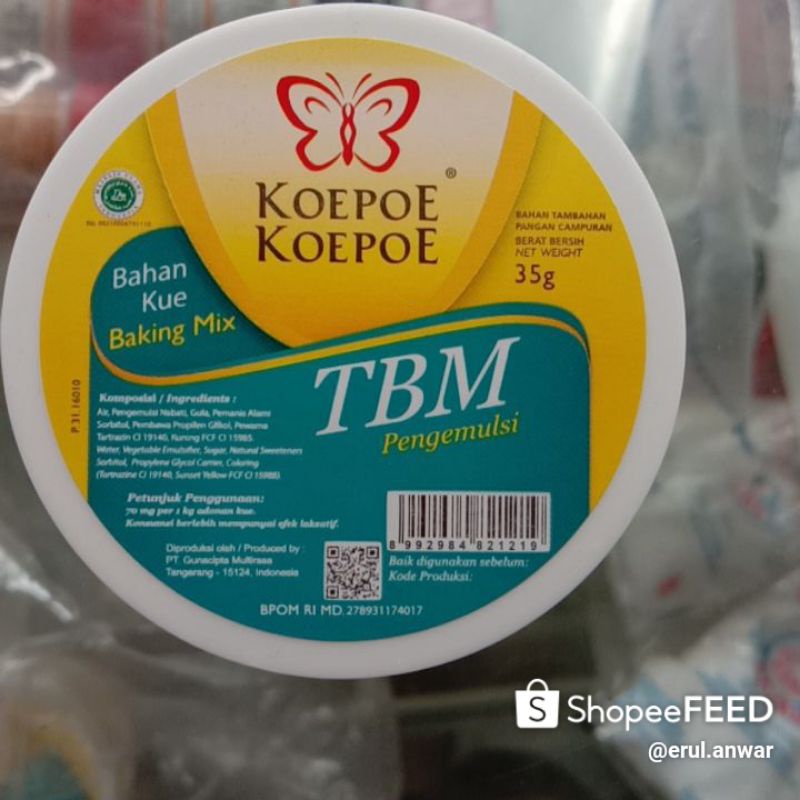 KOEPOE
KOEPOE
®
BAHAN TAMBAHAN
PANGAN CAMPURAN
BERAT BERSIH
NET WEIGHT
35g
Bahan
Kue
Baking Mix
TBM
Pengemulsi
P.31.16010
Komposisi / Ingredients :
Air, Pengemulsi Nabati, Gula, Pemanis Alami
Sorbitol, Pembawa Propilen Glikol, Pewarna
Tartrazin CI 19140, Kuning FCF CI 15985.
Water, Vegetable Emulsifier, Sugar, Natural Sweeteners
Sorbitol, Propylene Glycol Carrier, Coloring
(Tartrazine CI 19140, Sunset Yellow FCF CI 15985).
Petunjuk Penggunaan:
70 mg per 1 kg adonan kue.
Konsumsi berlebih mempunyai efek laksatif.
Diproduksi oleh / Produced by :
PT. Gunacipta Multirasa
Tangerang - 15124, Indonesia
8 992984 821219
Baik digunakan sebelum:
Kode Produksi:
BPOM RI MD. 278931174017
ShopeeFEED
@erul.anwar